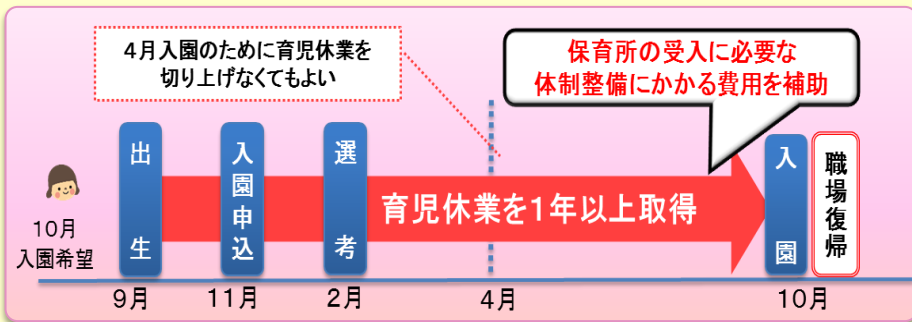 4月入園のために育児休業を
切り上げなくてもよい
保育所の受入に必要な
体制整備にかかる費用を補助
10月
入園希望
出生
入園申込
選考
育児休業を1年以上取得
入園
職場復帰
9月
11月
2月
4月
10月